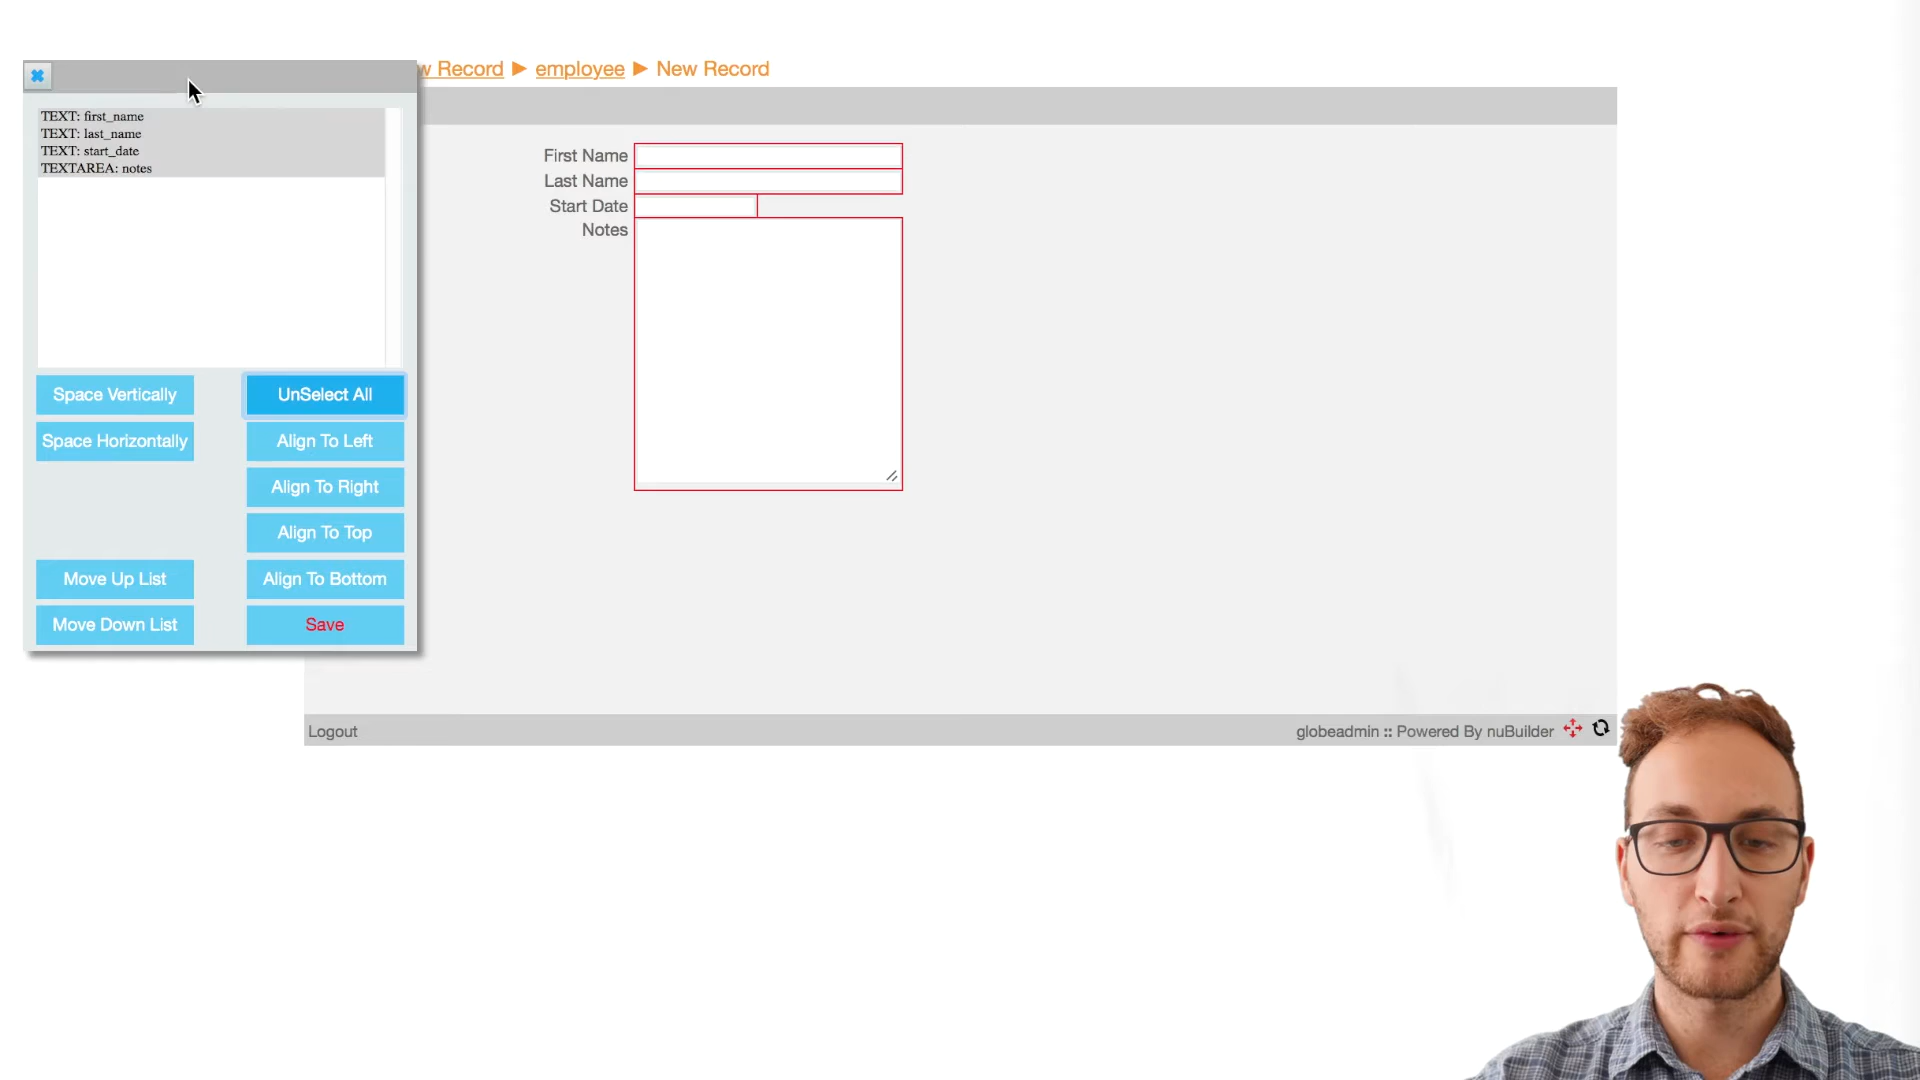 w Record ► employee ► New Record
TEXT: first_name
TEXT: last_name
TEXT: start_date
TEXTAREA: notes
First Name
Last Name
Start Date
Notes
Space Vertically
UnSelect All
Space Horizontally
Align To Left
Align To Right
Align To Top
Move Up List
Align To Bottom
Move Down List
Save
Logout
globeadmin :: Powered By nuBuilder